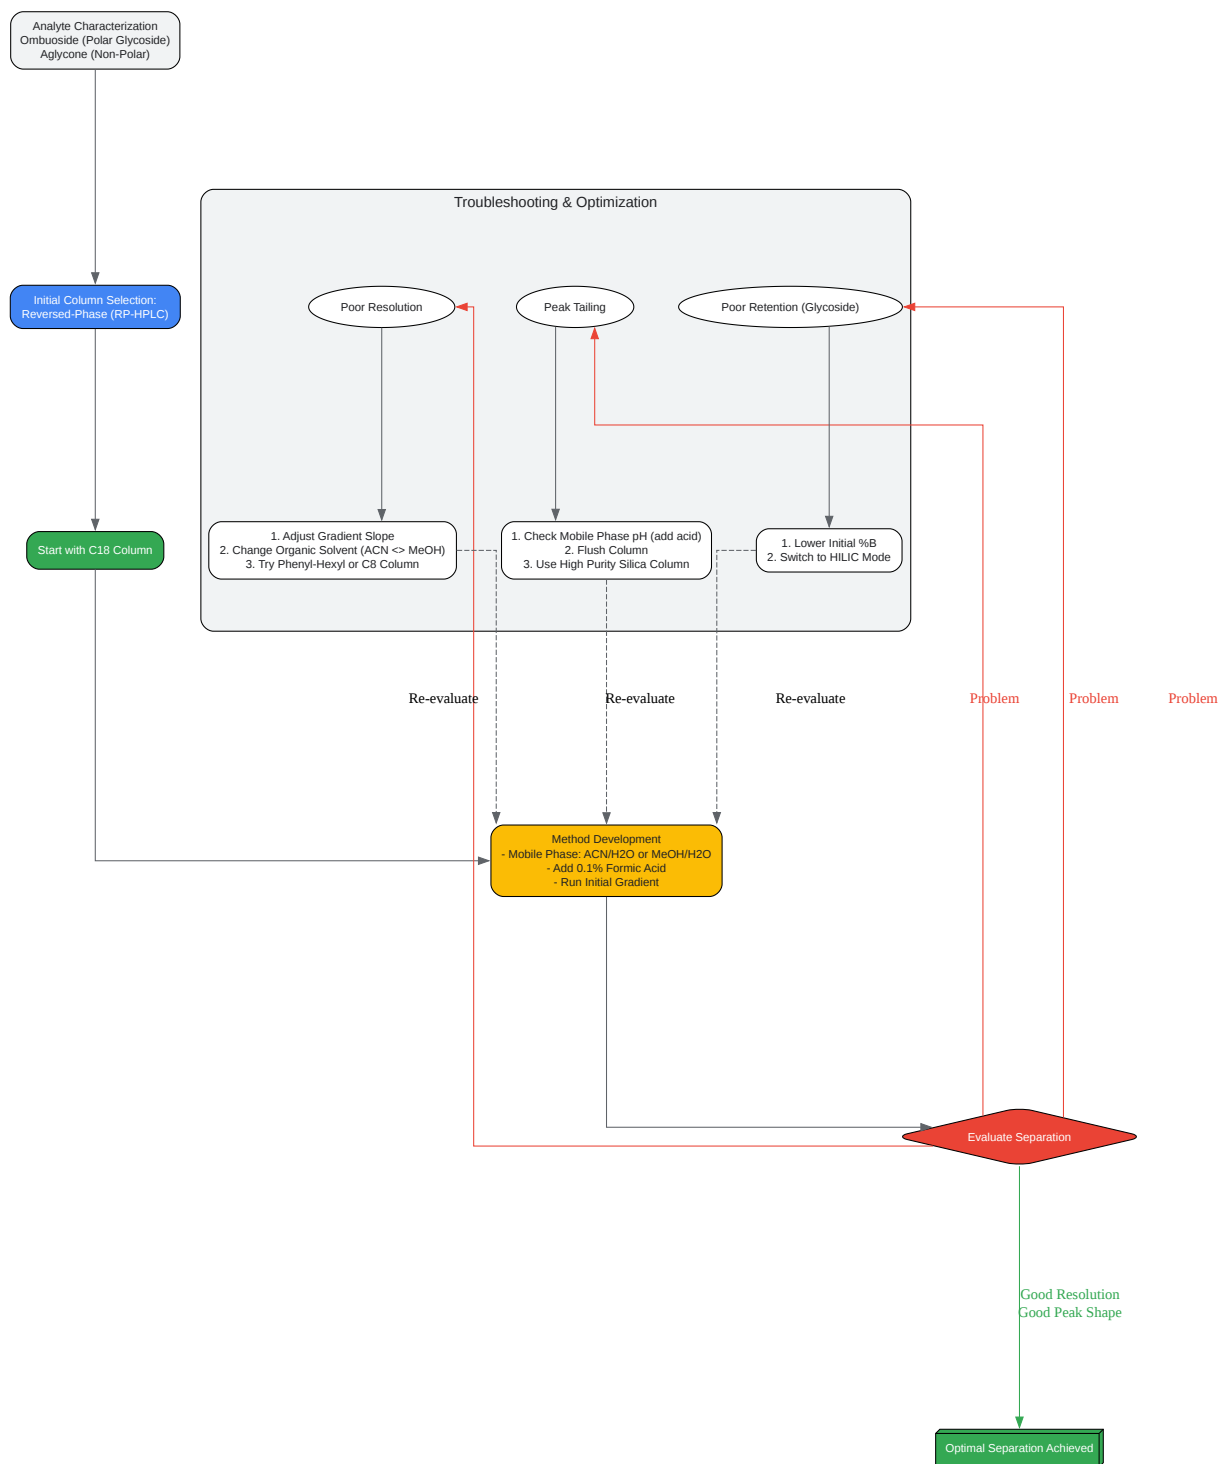 Analyte Characterization
Ombuoside (Polar Glycoside)
Aglycone (Non-Polar)
Troubleshooting & Optimization
Initial Column Selection:
Reversed-Phase (RP-HPLC)
Poor Resolution
Peak Tailing
Poor Retention (Glycoside)
Start with C18 Column
1. Adjust Gradient Slope
2. Change Organic Solvent (ACN <> MeOH)
3. Try Phenyl-Hexyl or C8 Column
1. Check Mobile Phase pH (add acid)
2. Flush Column
3. Use High Purity Silica Column
1. Lower Initial %B
2. Switch to HILIC Mode
Re-evaluate
Re-evaluate
Re-evaluate
Problem
Problem
Problem
Method Development
- Mobile Phase: ACN/H2O or MeOH/H2O
- Add 0.1% Formic Acid
- Run Initial Gradient
Evaluate Separation
Good Resolution
Good Peak Shape
Optimal Separation Achieved